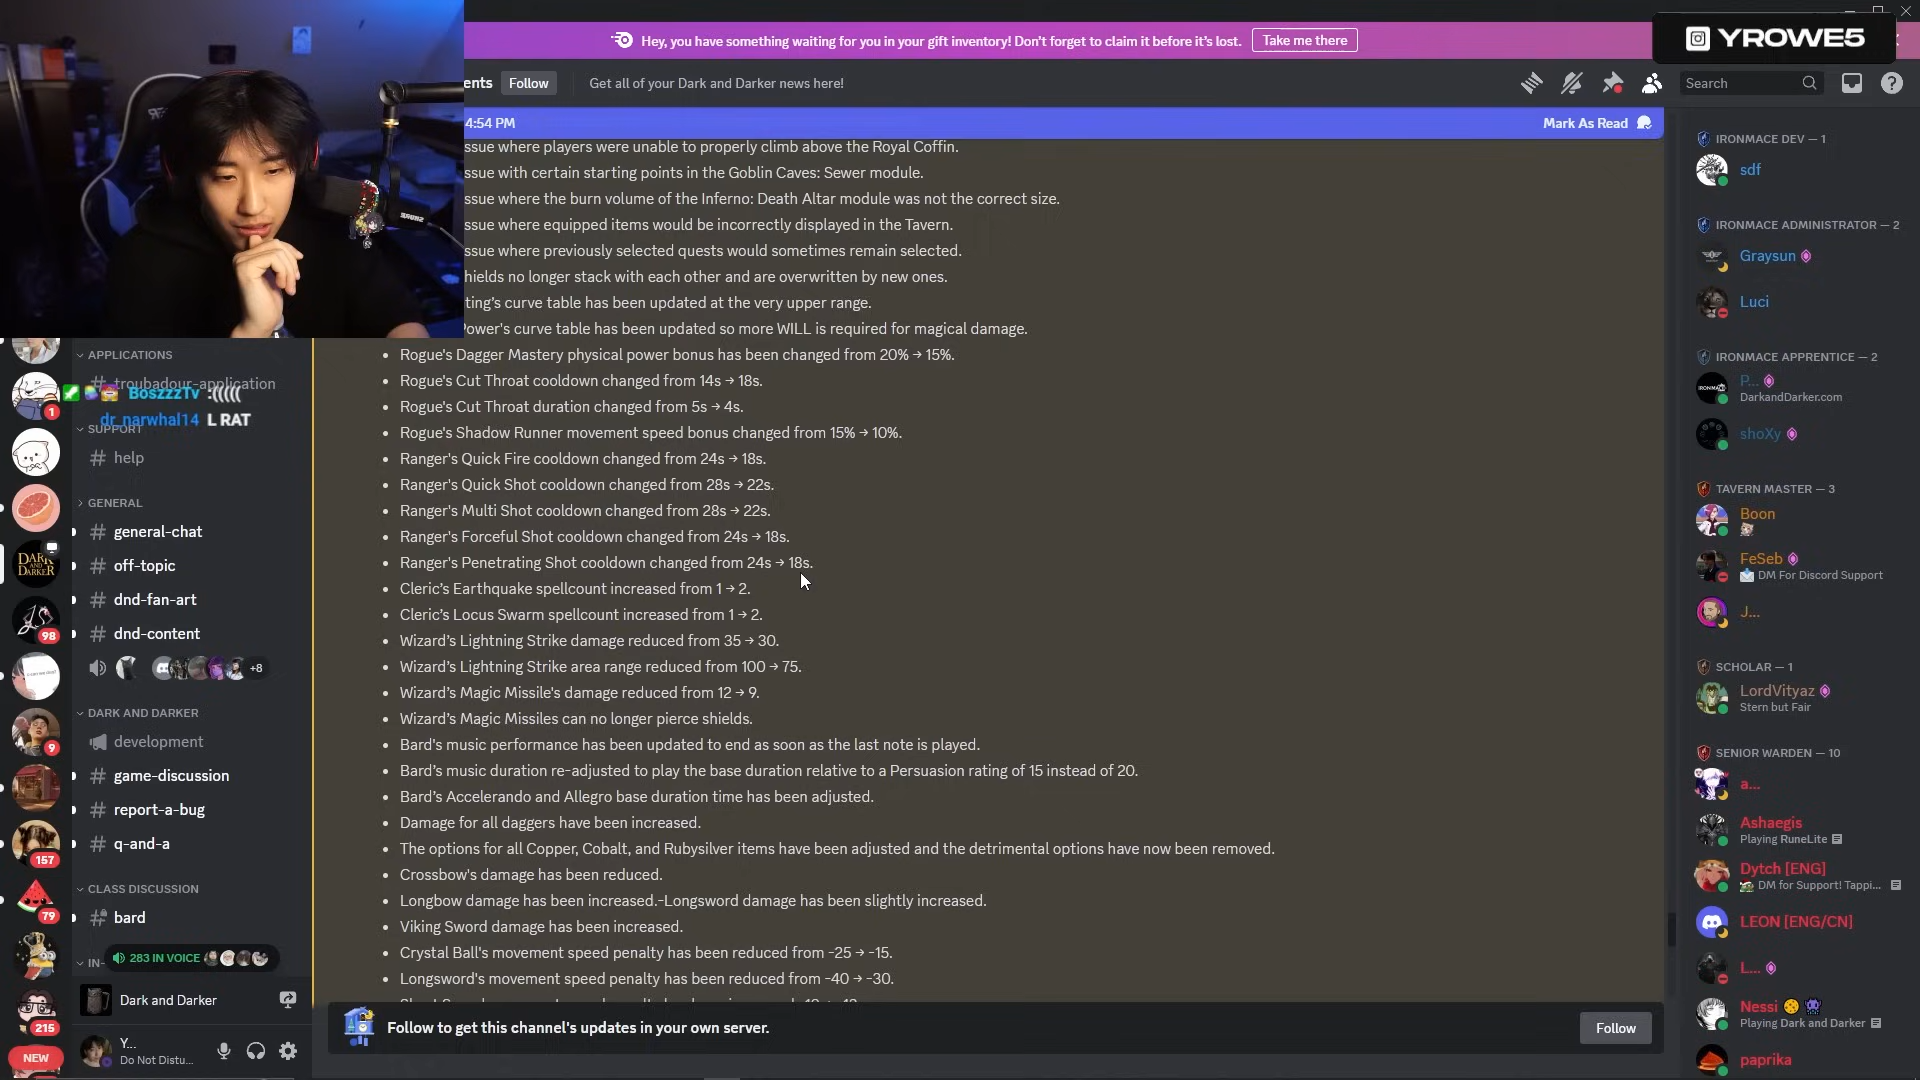 Hey, you have something waiting for you in your gift inventory! Don't forget to claim it before it's lost.
Take me there
YROWE5
ents
Follow
Get all of your Dark and Darker news here!
Search
4:54 PM
Mark As Read
ssue where players were unable to properly climb above the Royal Coffin.
ssue with certain starting points in the Goblin Caves: Sewer module.
ssue where the burn volume of the Inferno: Death Altar module was not the correct size.
ssue where equipped items would be incorrectly displayed in the Tavern.
ssue where previously selected quests would sometimes remain selected.
hields no longer stack with each other and are overwritten by new ones.
ting's curve table has been updated at the very upper range.
Power's curve table has been updated so more WILL is required for magical damage.
• Rogue's Dagger Mastery physical power bonus has been changed from 20% → 15%.
• Rogue's Cut Throat cooldown changed from 14s → 18s.
• Rogue's Cut Throat duration changed from 5s → 4s.
• Rogue's Shadow Runner movement speed bonus changed from 15% → 10%.
• Ranger's Quick Fire cooldown changed from 24s → 18s.
• Ranger's Quick Shot cooldown changed from 28s → 22s.
• Ranger's Multi Shot cooldown changed from 28s → 22s.
• Ranger's Forceful Shot cooldown changed from 24s → 18s.
• Ranger's Penetrating Shot cooldown changed from 24s → 18s.
• Cleric's Earthquake spellcount increased from 1 → 2.
• Cleric's Locus Swarm spellcount increased from 1 → 2.
• Wizard's Lightning Strike damage reduced from 35 → 30.
• Wizard's Lightning Strike area range reduced from 100 → 75.
• Wizard's Magic Missile's damage reduced from 12 → 9.
• Wizard's Magic Missiles can no longer pierce shields.
• Bard's music performance has been updated to end as soon as the last note is played.
• Bard's music duration re-adjusted to play the base duration relative to a Persuasion rating of 15 instead of 20.
• Bard's Accelerando and Allegro base duration time has been adjusted.
• Damage for all daggers have been increased.
• The options for all Copper, Cobalt, and Rubysilver items have been adjusted and the detrimental options have now been removed.
• Crossbow's damage has been reduced.
• Longbow damage has been increased.-Longsword damage has been slightly increased.
• Viking Sword damage has been increased.
• Crystal Ball's movement speed penalty has been reduced from -25 → -15.
• Longsword's movement speed penalty has been reduced from -40 → -30.
Follow to get this channel's updates in your own server.
Follow
APPLICATIONS
# troubadour-application
BoszzzTv :(((((
dr_narwhal14 L RAT
SUPPORT
# help
GENERAL
# general-chat
# off-topic
# dnd-fan-art
# dnd-content
+8
DARK AND DARKER
development
# game-discussion
# report-a-bug
# q-and-a
CLASS DISCUSSION
# bard
IN-
283 IN VOICE
Dark and Darker
Y...
Do Not Distu...
1
DARK AND DARKER
98
9
157
79
215
NEW
IRONMACE DEV — 1
sdf
IRONMACE ADMINISTRATOR — 2
Graysun
Luci
IRONMACE APPRENTICE — 2
P...
DarkandDarker.com
shoXy
TAVERN MASTER — 3
Boon
FeSeb
DM For Discord Support
J...
SCHOLAR — 1
LordVityaz
Stern but Fair
SENIOR WARDEN — 10
a...
Ashaegis
Playing RuneLite
Dytch [ENG]
DM for Support! Tappi...
LEON [ENG/CN]
L...
Nessi
Playing Dark and Darker
paprika